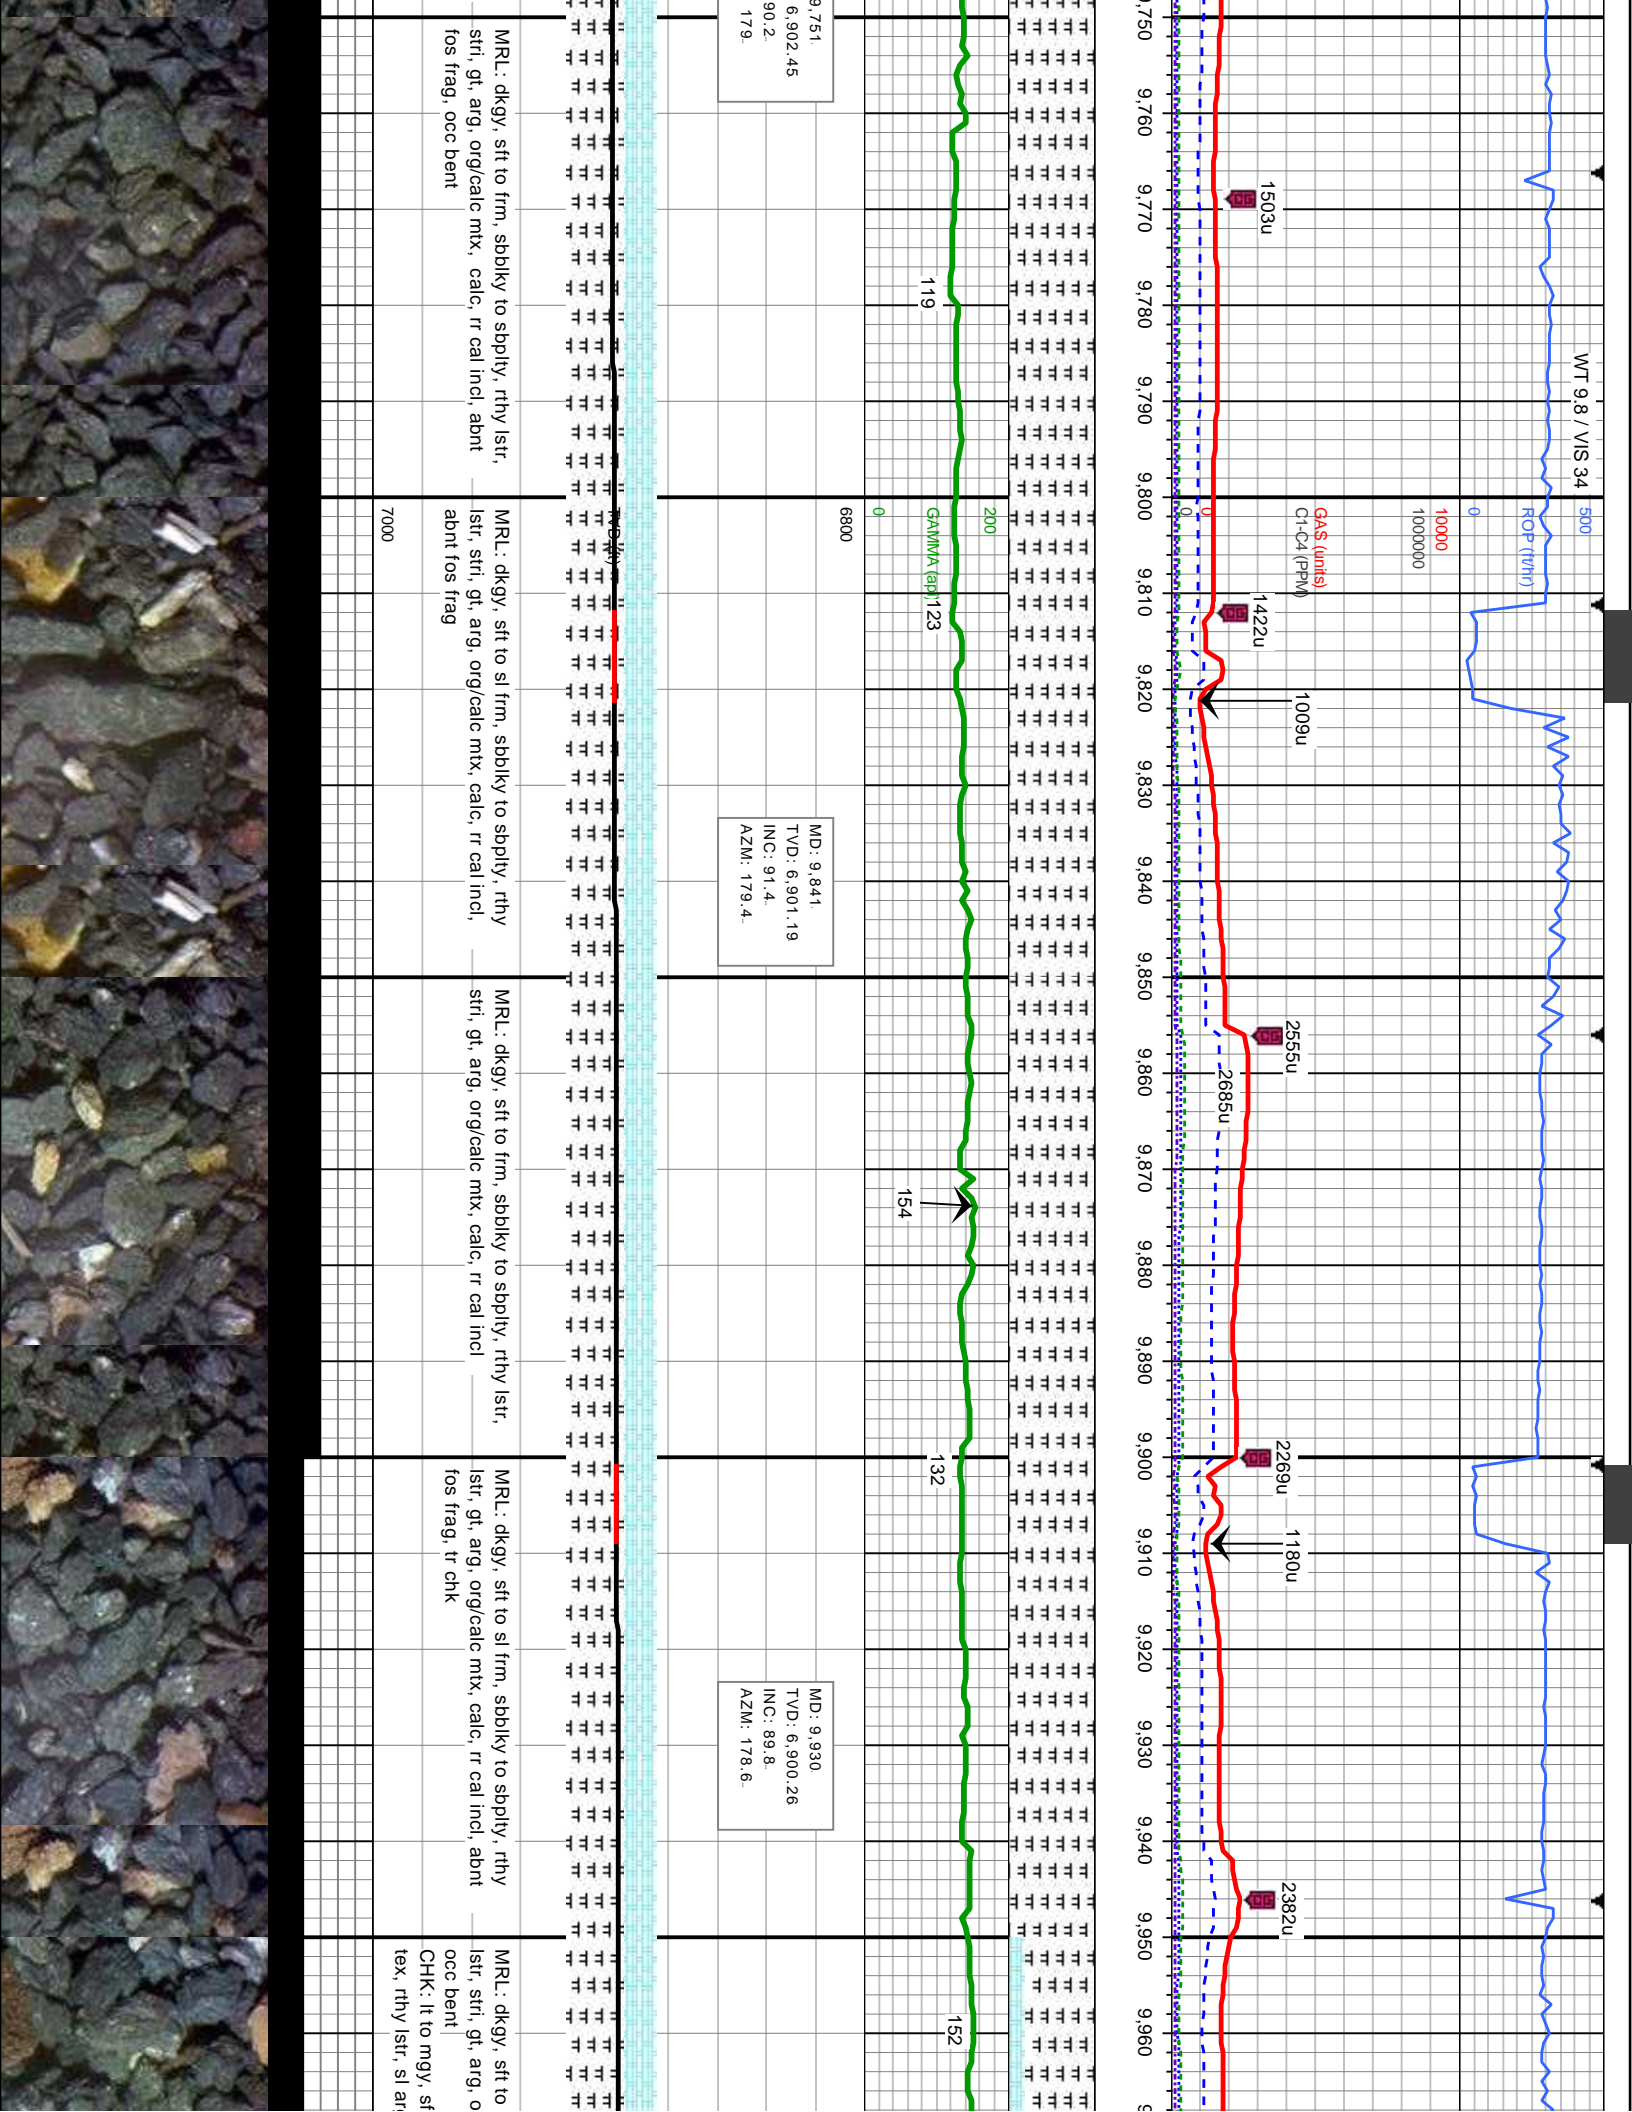 WT 9.8 / VIS 34
500
ROP (ft/hr)
0
10000
1000000
GAS (units)
C1-C4 (PPM)
0
0
1503u
1422u
1009u
2555u
2685u
2269u
1180u
2382u
9,750
9,760
9,770
9,780
9,790
9,800
9,810
9,820
9,830
9,840
9,850
9,860
9,870
9,880
9,890
9,900
9,910
9,920
9,930
9,940
9,950
9,960
200
GAMMA (api)
0
119
123
154
132
152
9,751
6,902.45
90.2
179
MD: 9,841
TVD: 6,901.19
INC: 91.4
AZM: 179.4
MD: 9,930
TVD: 6,900.26
INC: 89.8
AZM: 178.6
6800
TVD (ft)
7000
MRL: dkgy, sft to frm, sbblky to sbplty, rthy lstr,
stri, gt, arg, org/calc mtx, calc, rr cal incl, abnt
fos frag, occ bent
MRL: dkgy, sft to sl frm, sbblky to sbplty, rthy
lstr, stri, gt, arg, org/calc mtx, calc, rr cal incl,
abnt fos frag
MRL: dkgy, sft to frm, sbblky to sbplty, rthy lstr,
stri, gt, arg, org/calc mtx, calc, rr cal incl
MRL: dkgy, sft to sl frm, sbblky to sbplty, rthy
lstr, gt, arg, org/calc mtx, calc, rr cal incl, abnt
fos frag, tr chk
MRL: dkgy, sft to
lstr, stri, gt, arg, o
occ bent
CHK: lt to mgy, sf
tex, rthy lstr, sl arg